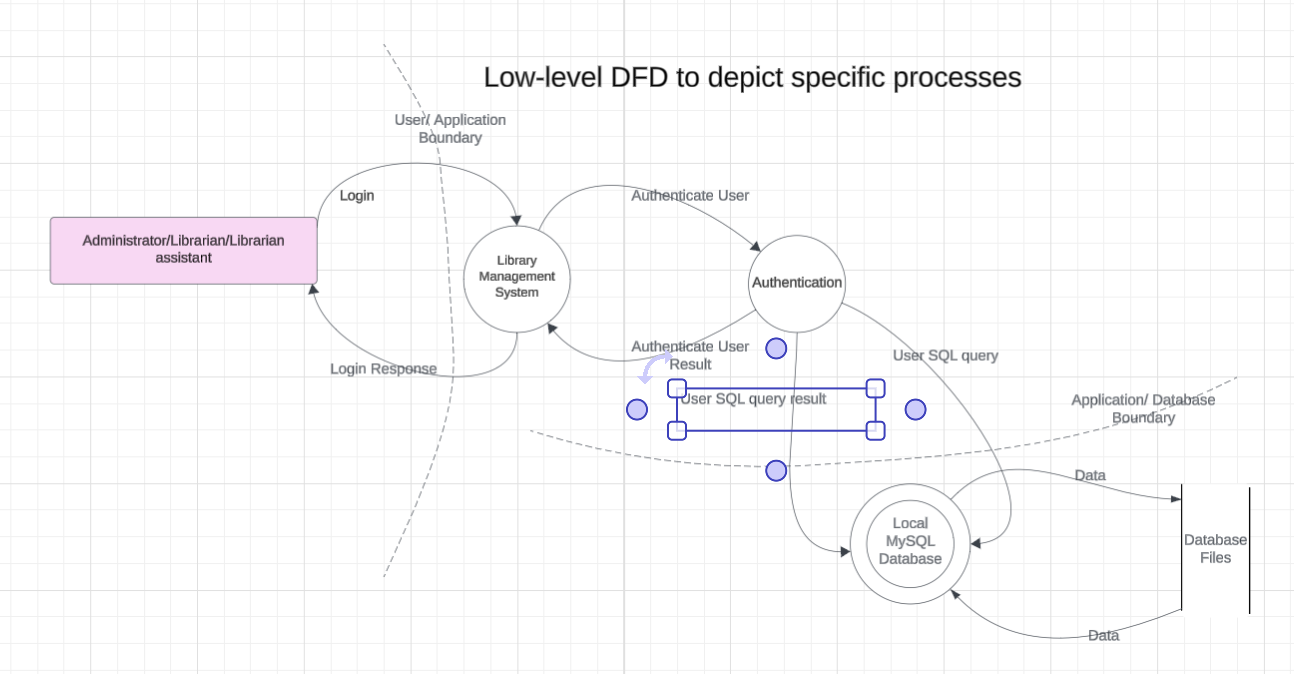 Low-level DFD to depict specific processes
User/ Application
Boundary
Login
Authenticate User
Administrator/Librarian/Librarian
assistant
Library
Management
System
Authentication
Login Response
Authenticate User
Result
User SQL query
User SQL query result
Application/ Database
Boundary
Data
Local
MySQL
Database
Database
Files
Data